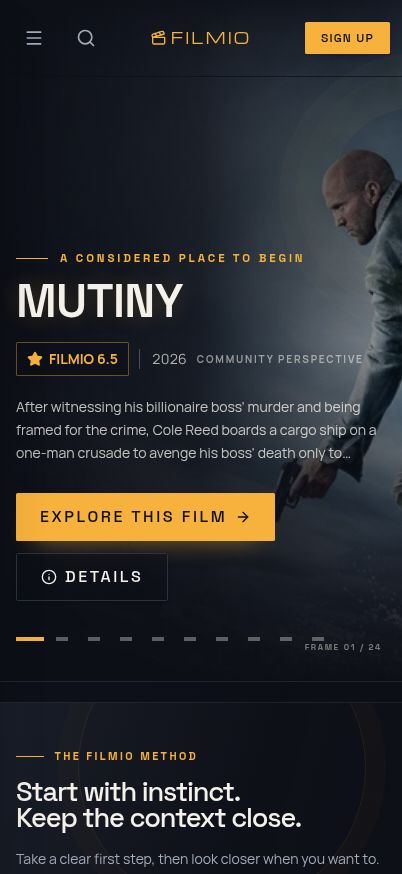 FILMIO
SIGN UP
A CONSIDERED PLACE TO BEGIN
MUTINY
FILMIO 6.5
2026
COMMUNITY PERSPECTIVE
After witnessing his billionaire boss' murder and being
framed for the crime, Cole Reed boards a cargo ship on a
one-man crusade to avenge his boss' death only to…
EXPLORE THIS FILM →
DETAILS
FRAME 01 / 24
THE FILMIO METHOD
Start with instinct.
Keep the context close.
Take a clear first step, then look closer when you want to.